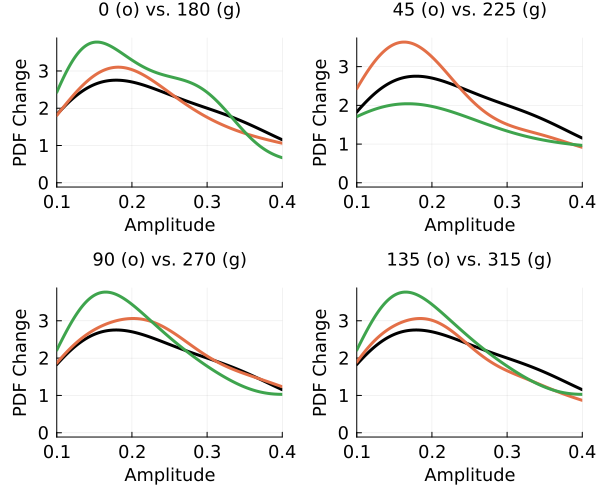 0 (o) vs. 180 (g)
PDF Change
3
2
1
0
0.1
0.2
0.3
0.4
Amplitude
45 (o) vs. 225 (g)
PDF Change
3
2
1
0
0.1
0.2
0.3
0.4
Amplitude
90 (o) vs. 270 (g)
PDF Change
3
2
1
0
0.1
0.2
0.3
0.4
Amplitude
135 (o) vs. 315 (g)
PDF Change
3
2
1
0
0.1
0.2
0.3
0.4
Amplitude